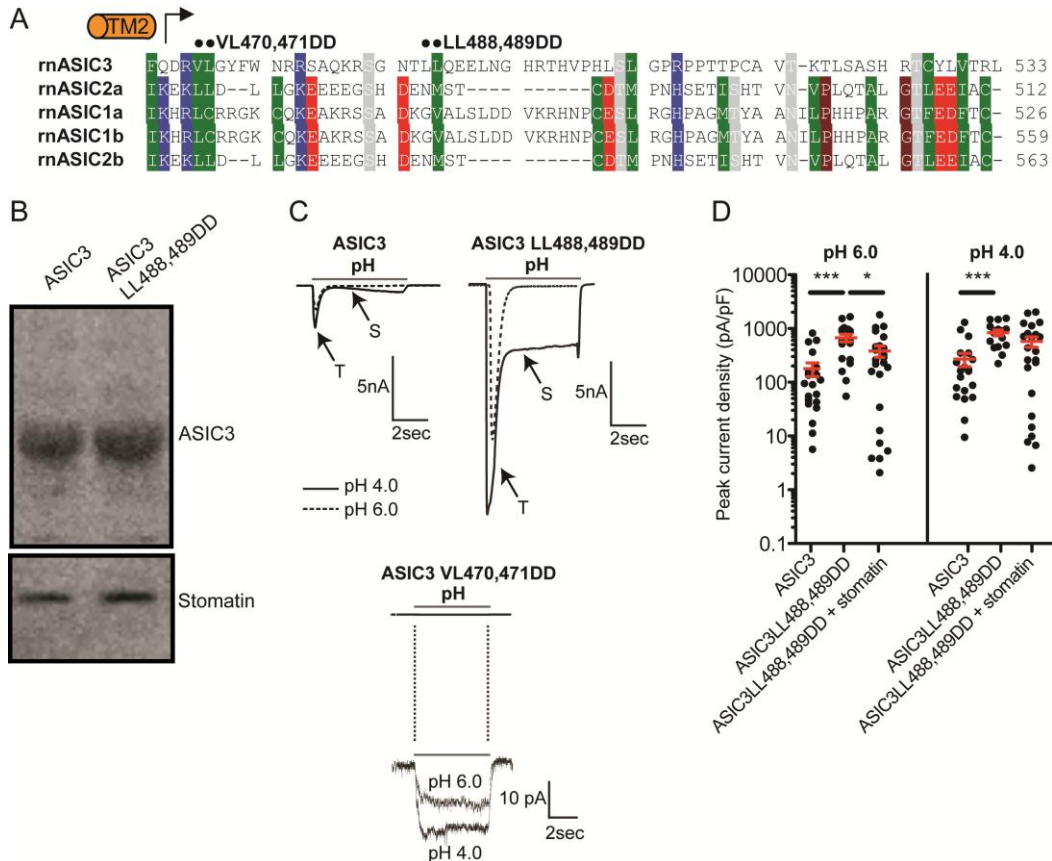 A
TM2
VL470,471DD
LL488,489DD
rnASIC3 FQDRVLGYFW NRRSAQKRSG NTLLQEELNG HRTHVPHLSL GPRPPTTPCA VT-KTLSASH RTCYLVTRL 533
rnASIC2a IKEKLLD--L LGKEEEEGSH DENMST---- ------CDTM PNHSETISHT VN-VPLQTAL GTLEEIAC- 512
rnASIC1a IKHRLCRRGK CQKEAKRSSA DKGVALSLDD VKRHNPCESL RGHPAGMTYA ANILPHHPAR GTFEDFTC- 526
rnASIC1b IKHRLCRRGK CQKEAKRSSA DKGVALSLDD VKRHNPCESL RGHPAGMTYA ANILPHHPAR GTFEDFTC- 559
rnASIC2b IKEKLLD--L LGKEEEEGSH DENMST---- ------CDTM PNHSETISHT VN-VPLQTAL GTLEEIAC- 563
B
ASIC3
ASIC3
LL488,489DD
ASIC3
Stomatin
C
ASIC3
pH
S
T
5nA
2sec
ASIC3 LL488,489DD
pH
S
T
5nA
2sec
pH 4.0
pH 6.0
ASIC3 VL470,471DD
pH
pH 6.0
pH 4.0
10 pA
2sec
D
pH 6.0
pH 4.0
*** *
***
Peak current density (pA/pF)
10000
1000
100
10
1
0.1
ASIC3
ASIC3LL488,489DD
ASIC3LL488,489DD + stomatin
ASIC3
ASIC3LL488,489DD
ASIC3LL488,489DD + stomatin